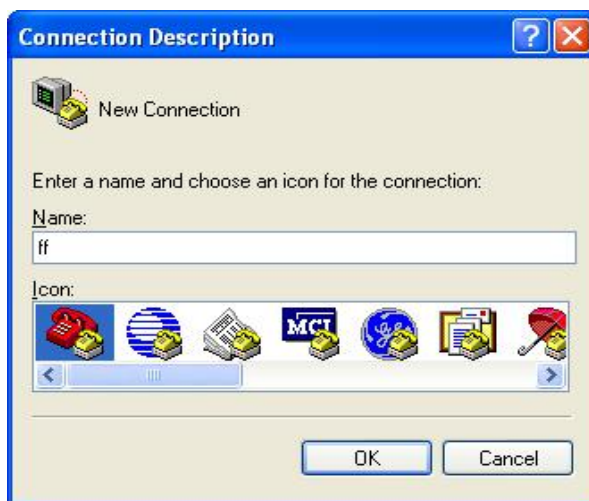 Connection Description
New Connection
Enter a name and choose an icon for the connection:
Name:
ff
Icon:
MCI
OK
Cancel